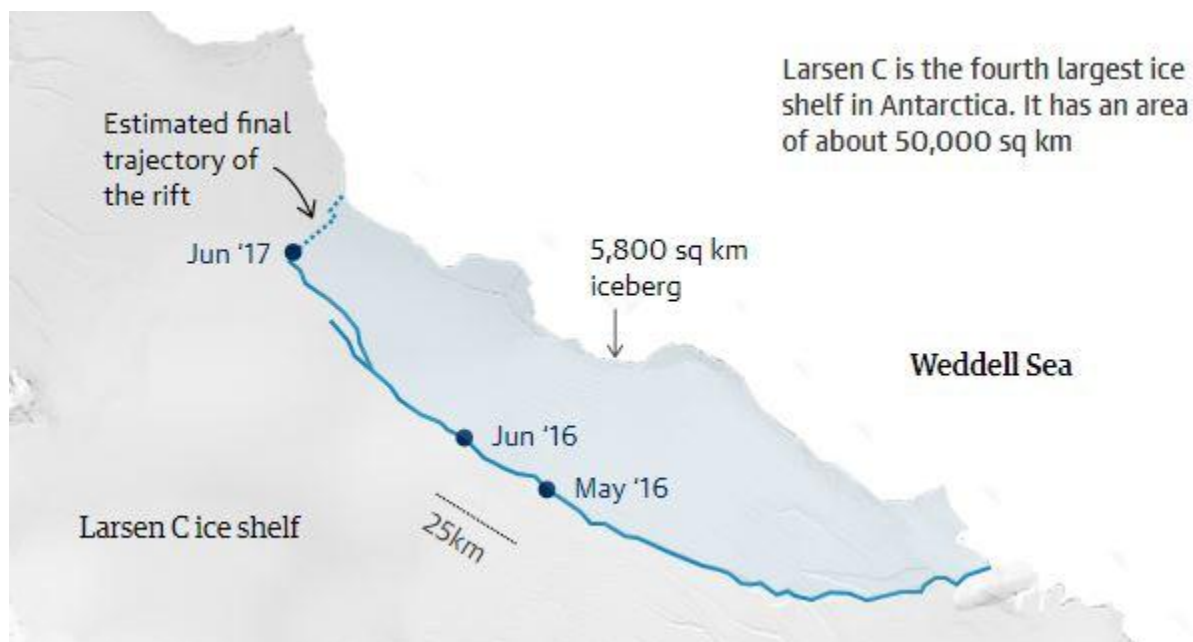 Larsen C is the fourth largest ice
shelf in Antarctica. It has an area
of about 50,000 sq km
Estimated final
trajectory of
the rift
Jun ‘17
5,800 sq km
iceberg
Weddell Sea
Jun ‘16
May ‘16
25km
Larsen C ice shelf